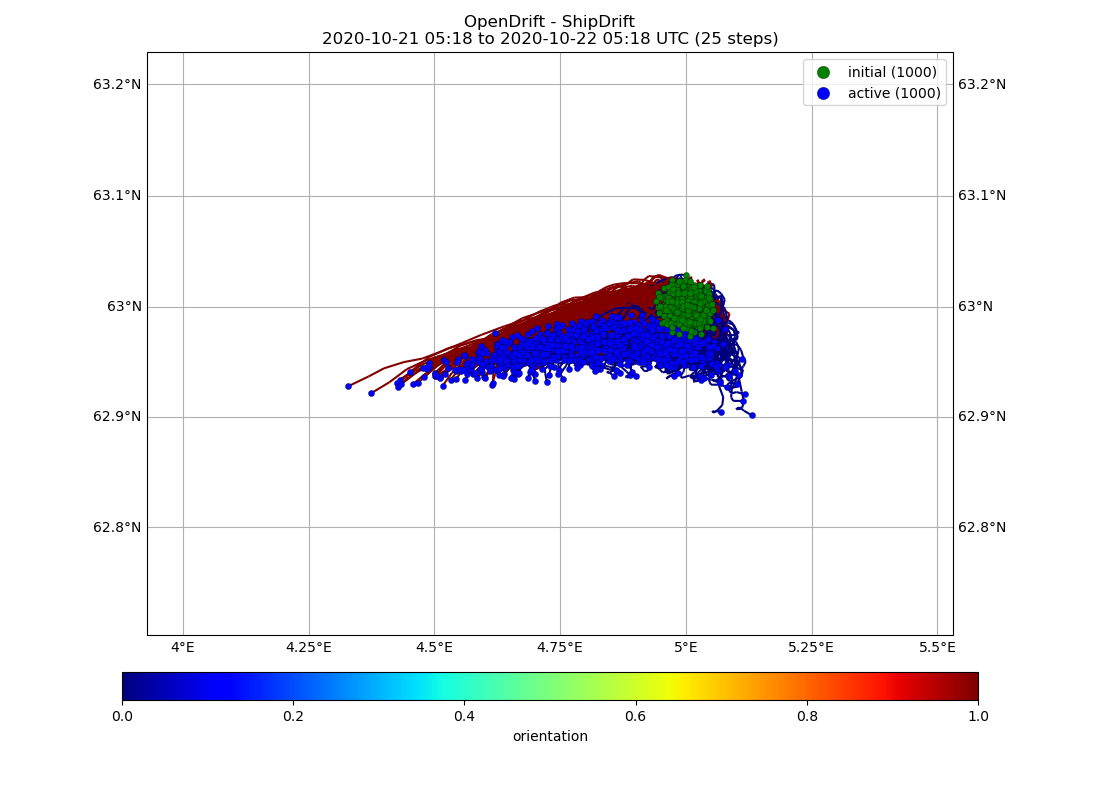 OpenDrift - ShipDrift
2020-10-21 05:18 to 2020-10-22 05:18 UTC (25 steps)
initial (1000)
active (1000)
63.2°N 63.2°N
63.1°N 63.1°N
63°N 63°N
62.9°N 62.9°N
62.8°N 62.8°N
4°E 4.25°E 4.5°E 4.75°E 5°E 5.25°E 5.5°E
0.0 0.2 0.4 0.6 0.8 1.0
orientation